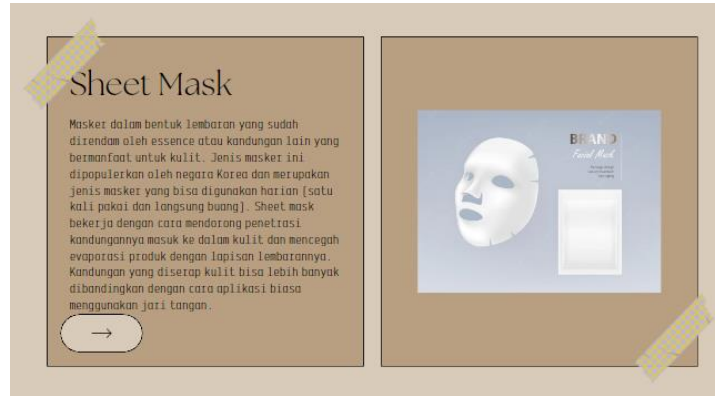 Sheet Mask
Masker dalam bentuk lembaran yang sudah
direndam oleh essence atau kandungan lain yang
bermanfaat untuk kulit. Jenis masker ini
dipopulerkan oleh negara Korea dan merupakan
jenis masker yang bisa digunakan harian (satu
kali pakai dan langsung buang). Sheet mask
bekerja dengan cara mendorong penetrasi
kandungannya masuk ke dalam kulit dan mencegah
evaporasi produk dengan lapisan lembarannya.
Kandungan yang diserap kulit bisa lebih banyak
dibandingkan dengan cara aplikasi biasa
menggunakan jari tangan.
BRAND
Facial Mask